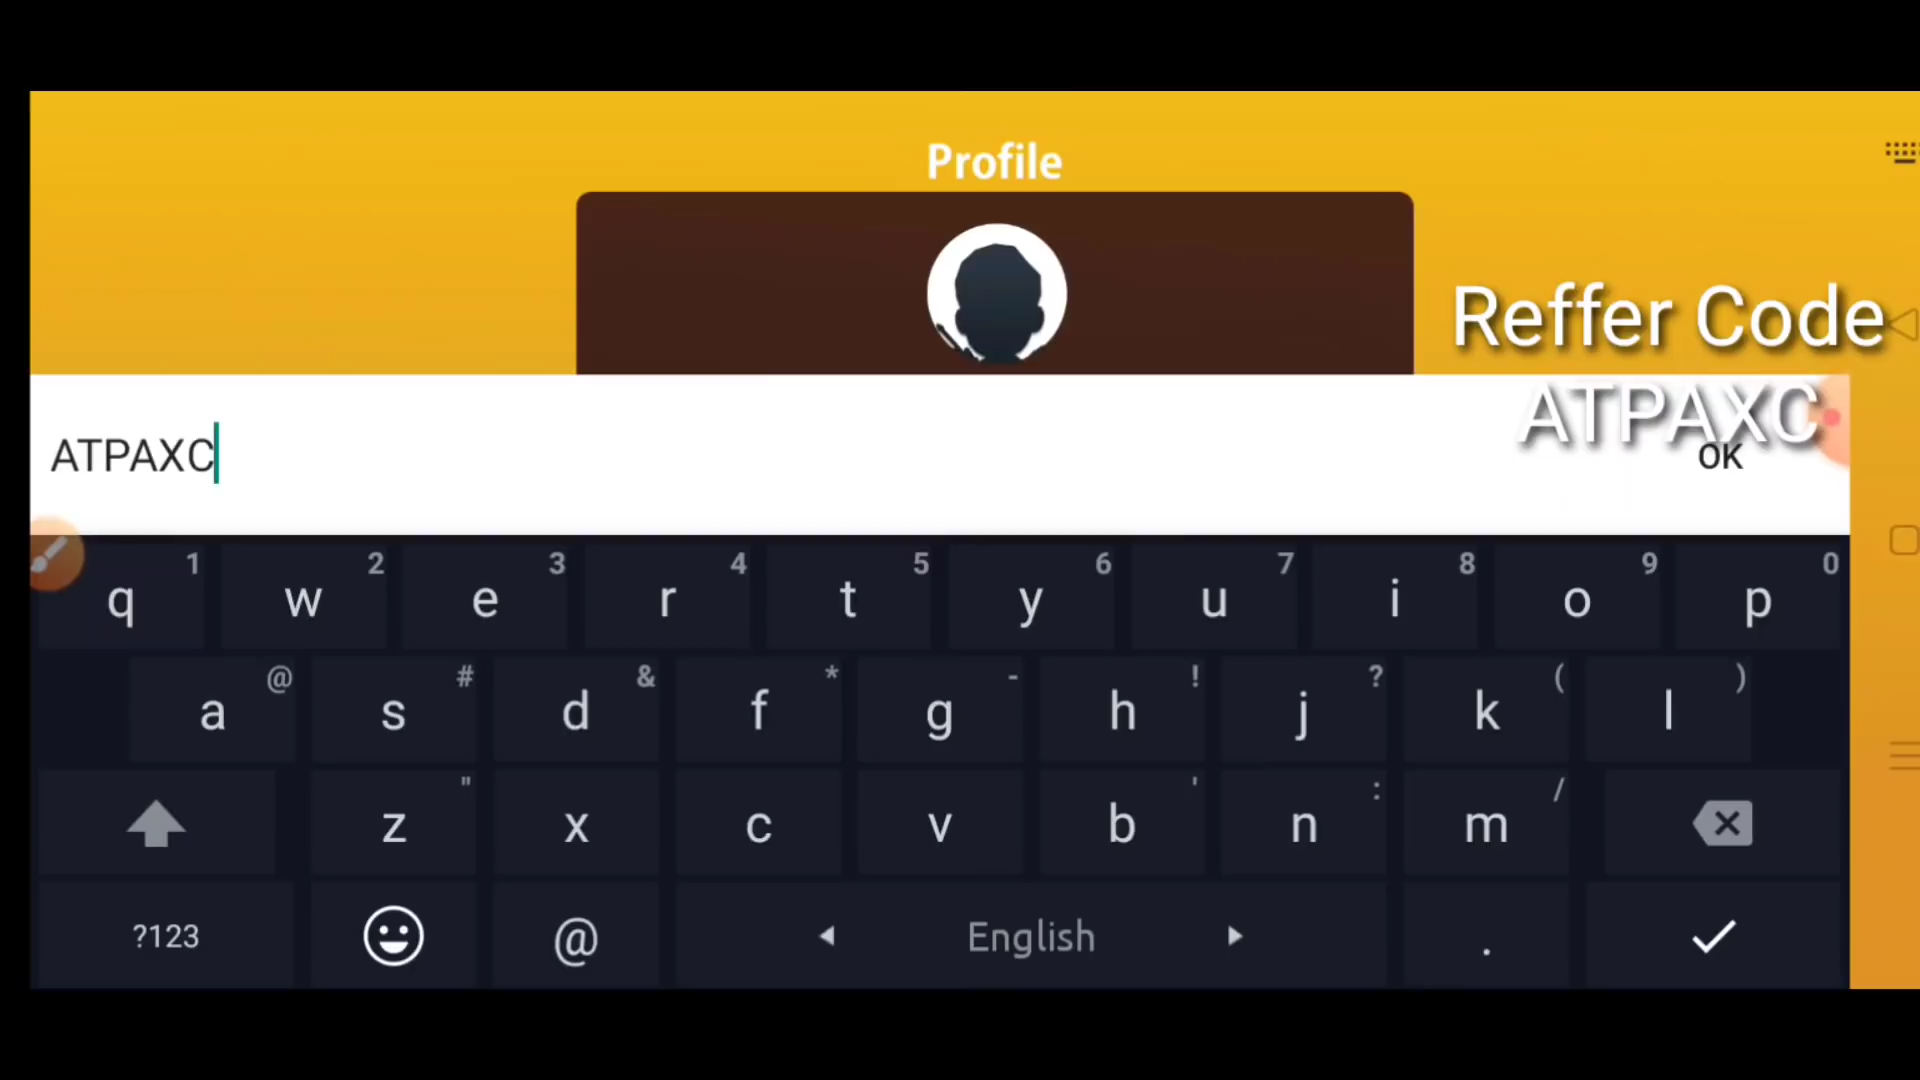 Profile
Reffer Code
ATPAXC
ATPAXC
OK
1 2 3 4 5 6 7 8 9 0
q w e r t y u i o p
@ # & * - ! ? ( )
a s d f g h j k l
" ' : /
z x c v b n m
?123 @ English .